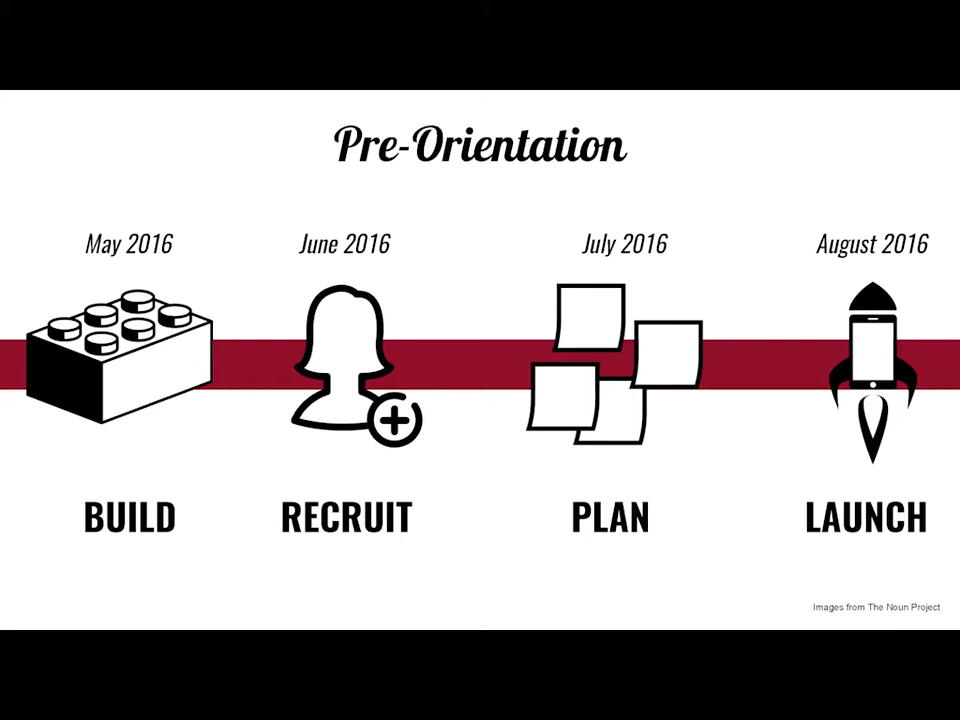 Pre-Orientation
May 2016
June 2016
July 2016
August 2016
BUILD
RECRUIT
PLAN
LAUNCH
Images from The Noun Project